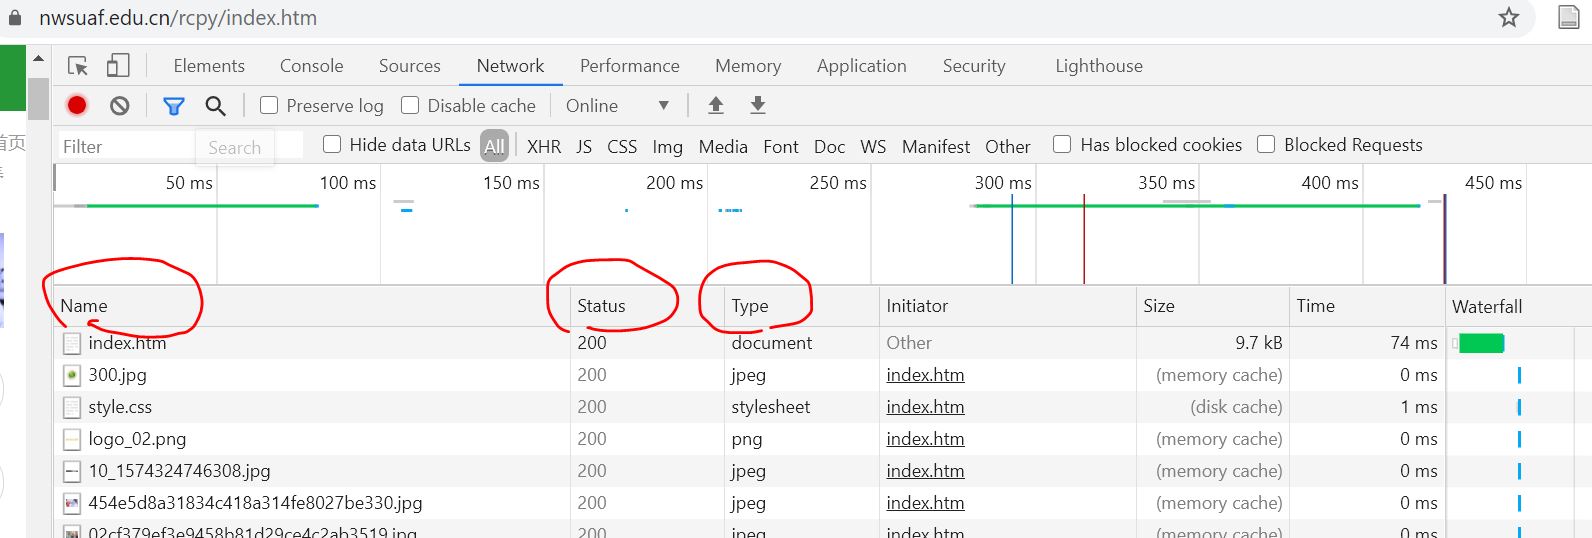 nwsuaf.edu.cn/rcpy/index.htm
Elements Console Sources Network Performance Memory Application Security Lighthouse
Preserve log Disable cache Online
首页
Filter Search Hide data URLs All XHR JS CSS Img Media Font Doc WS Manifest Other Has blocked cookies Blocked Requests
50 ms 100 ms 150 ms 200 ms 250 ms 300 ms 350 ms 400 ms 450 ms
Name Status Type Initiator Size Time Waterfall
index.htm 200 document Other 9.7 kB 74 ms
300.jpg 200 jpeg index.htm (memory cache) 0 ms
style.css 200 stylesheet index.htm (disk cache) 1 ms
logo_02.png 200 png index.htm (memory cache) 0 ms
10_1574324746308.jpg 200 jpeg index.htm (memory cache) 0 ms
454e5d8a31834c418a314fe8027be330.jpg 200 jpeg index.htm (memory cache) 0 ms
02cf379ef3e9458b81d29ce4c2ab3519.jpg 200 jpeg index.htm (memory cache) 0 ms